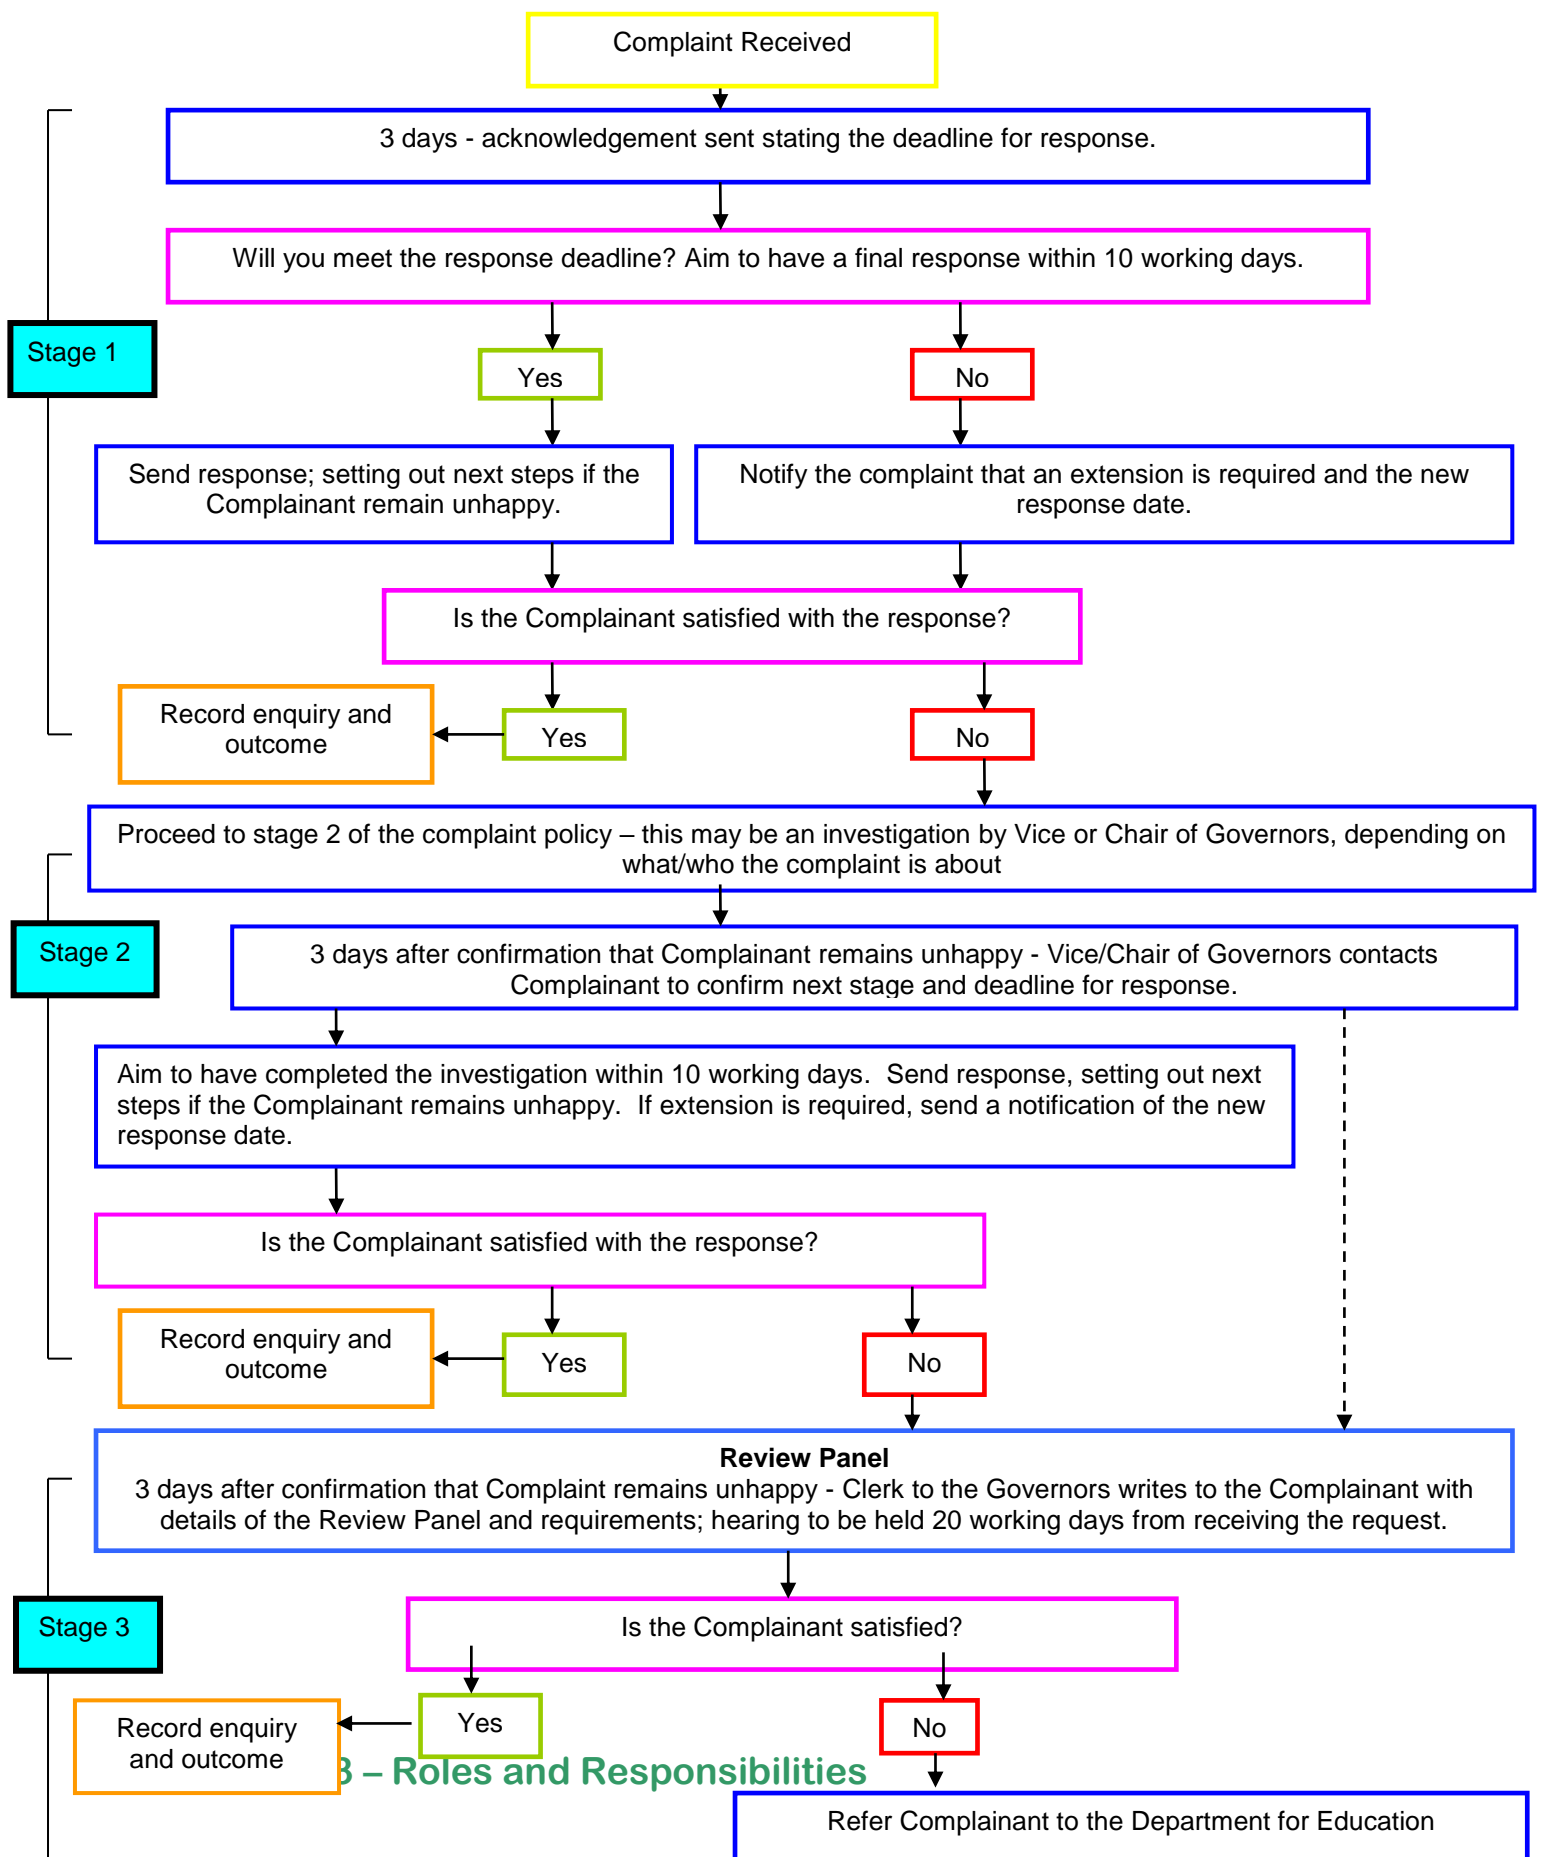 Complaint Received
3 days - acknowledgement sent stating the deadline for response.
Will you meet the response deadline? Aim to have a final response within 10 working days.
Stage 1
Yes
No
Send response; setting out next steps if the
Complainant remain unhappy.
Notify the complaint that an extension is required and the new
response date.
Is the Complainant satisfied with the response?
Record enquiry and
outcome
Yes
No
Proceed to stage 2 of the complaint policy – this may be an investigation by Vice or Chair of Governors, depending on
what/who the complaint is about
Stage 2
3 days after confirmation that Complainant remains unhappy - Vice/Chair of Governors contacts
Complainant to confirm next stage and deadline for response.
Aim to have completed the investigation within 10 working days.  Send response, setting out next
steps if the Complainant remains unhappy.  If extension is required, send a notification of the new
response date.
Is the Complainant satisfied with the response?
Record enquiry and
outcome
Yes
No
Review Panel
3 days after confirmation that Complaint remains unhappy - Clerk to the Governors writes to the Complainant with
details of the Review Panel and requirements; hearing to be held 20 working days from receiving the request.
Stage 3
Is the Complainant satisfied?
Record enquiry
and outcome
Yes
No
– Roles and Responsibilities
Refer Complainant to the Department for Education